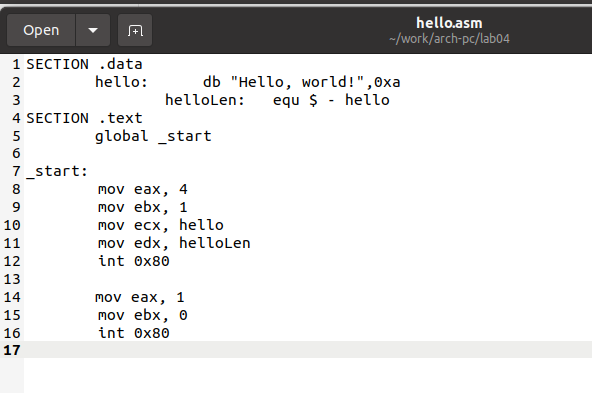 Open hello.asm
~/work/arch-pc/lab04
1 SECTION .data
2 hello: db "Hello, world!",0xa
3 helloLen: equ $ - hello
4 SECTION .text
5 global _start
6
7 _start:
8 mov eax, 4
9 mov ebx, 1
10 mov ecx, hello
11 mov edx, helloLen
12 int 0x80
13
14 mov eax, 1
15 mov ebx, 0
16 int 0x80
17